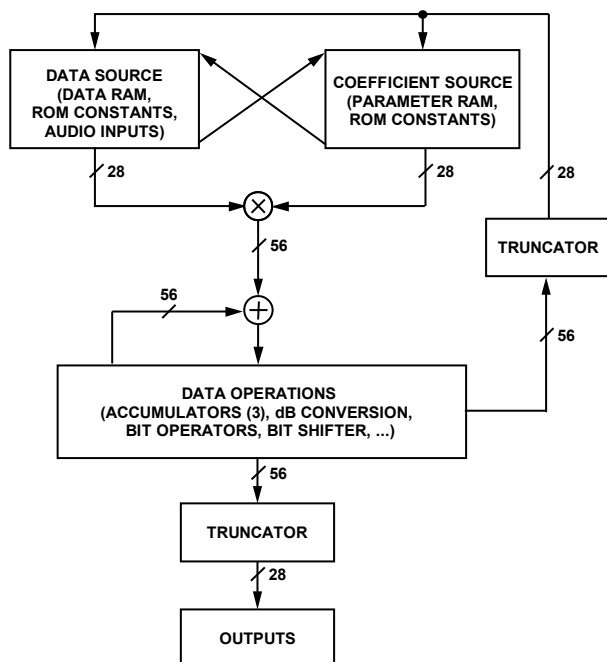 DATA SOURCE
(DATA RAM,
ROM CONSTANTS,
AUDIO INPUTS)
COEFFICIENT SOURCE
(PARAMETER RAM,
ROM CONSTANTS)
28
28
28
56
TRUNCATOR
56
56
DATA OPERATIONS
(ACCUMULATORS (3), dB CONVERSION,
BIT OPERATORS, BIT SHIFTER, ...)
56
TRUNCATOR
28
OUTPUTS